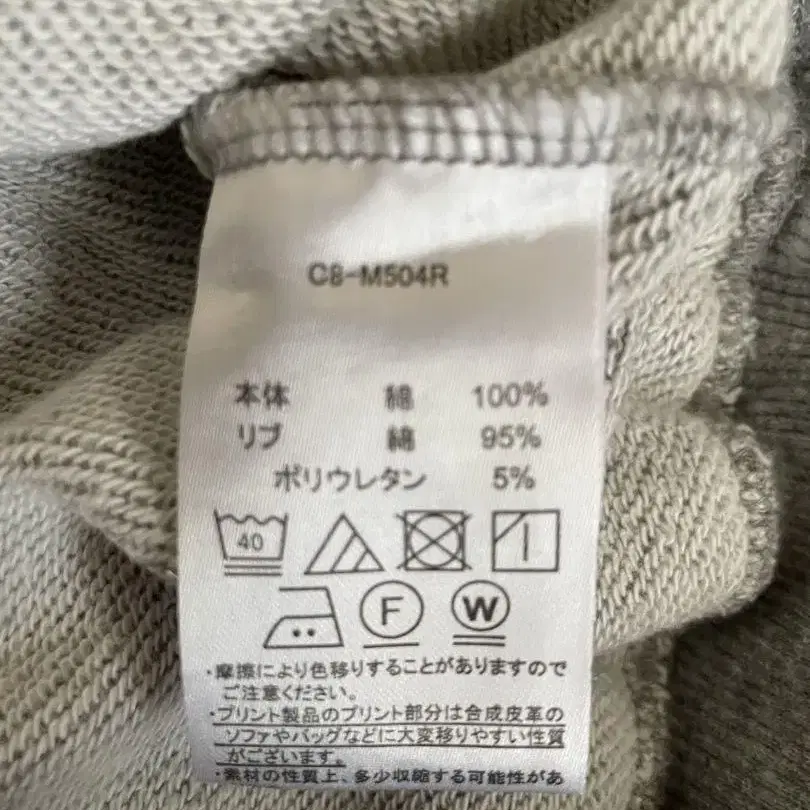 C8-M504R
本体 綿 100%
リブ 綿 95%
ポリウレタン 5%
40
F W
・摩擦により色移りすることがありますので
ご注意ください。
・プリント製品のプリント部分は合成皮革の
ソファやバッグなどに大変移りやすい性質
がございます。
・素材の性質上、多少収縮する可能性があ